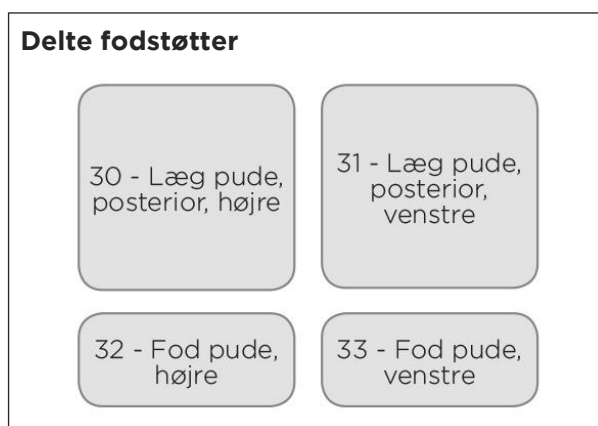 Delte fodstøtter
30 - Læg pude,
posterior, højre
31 - Læg pude,
posterior,
venstre
32 - Fod pude,
højre
33 - Fod pude,
venstre